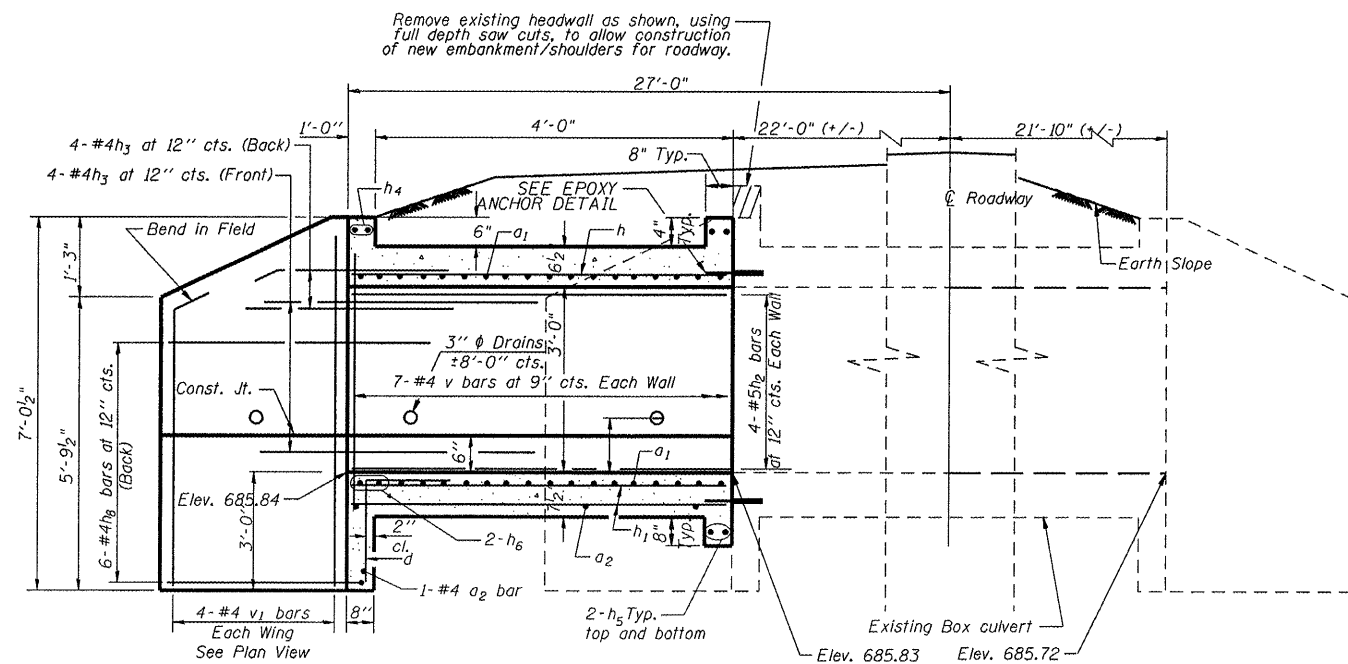 Remove existing headwall as shown, using
full depth saw cuts, to allow construction
of new embankment/shoulders for roadway.
27'-0"
1'-0"
4'-0"
22'-0" (+/-)
21'-10" (+/-)
4- #4h3 at 12" cts. (Back)
8" Typ.
4- #4h3 at 12" cts. (Front)
h4
SEE EPOXY
ANCHOR DETAIL
℄ Roadway
Bend in Field
6"
a1
h
4"
Typ.
6½
Earth Slope
1'-3"
3" ϕ Drains
±8'-0" cts.
3'-0"
7- #4 v bars at 9" cts. Each Wall
4- #5h2 bars
at 12" cts. Each Wall
Const. Jt.
7'-0½"
5'-9½"
6- #4h8 bars at 12" cts.
(Back)
6"
a1
Elev. 685.84
3'-0"
7½"
2"
cl.
d
2-h6
h1
a2
8"
Typ.
1- #4 a2 bar
4- #4 v1 bars
Each Wing
See Plan View
8"
2-h5 Typ.
top and bottom
Existing Box culvert
Elev. 685.83
Elev. 685.72